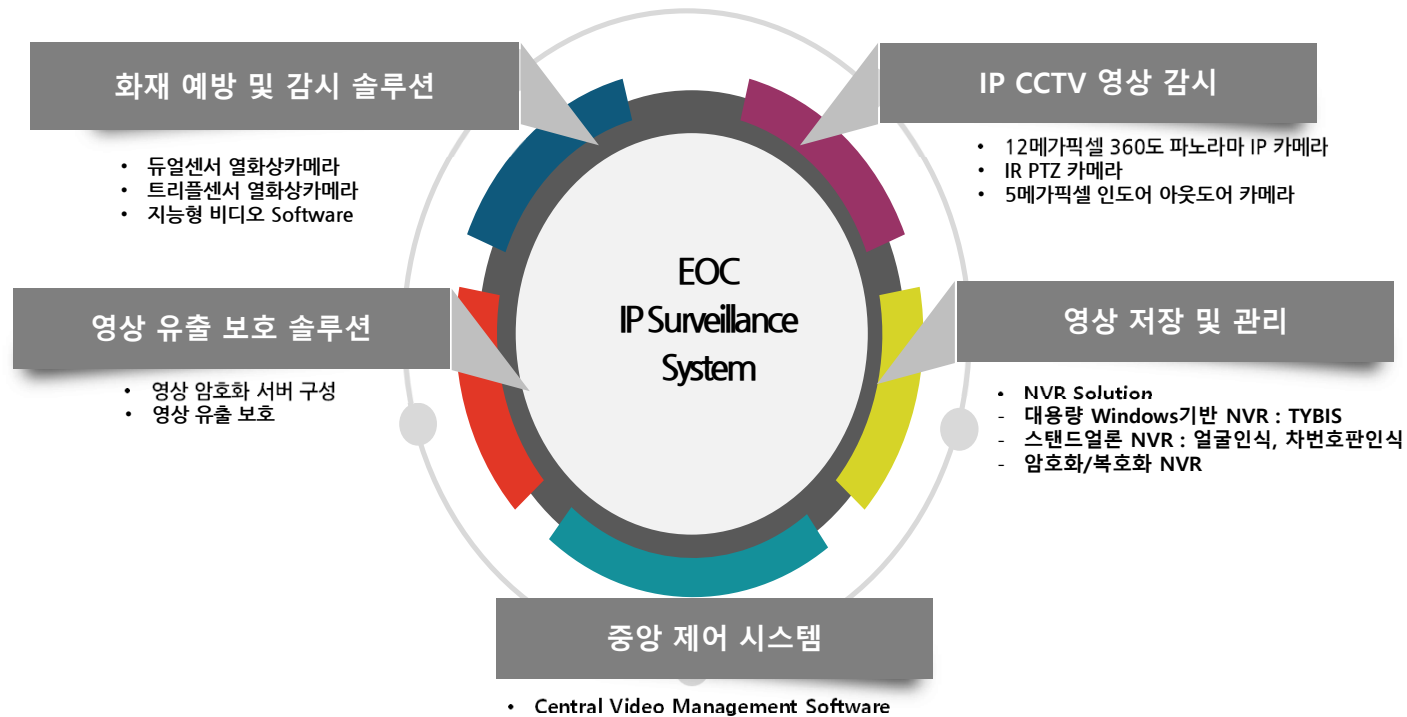 화재 예방 및 감시 솔루션
• 듀얼센서 열화상카메라
• 트리플센서 열화상카메라
• 지능형 비디오 Software
IP CCTV 영상 감시
• 12메가픽셀 360도 파노라마 IP 카메라
• IR PTZ 카메라
• 5메가픽셀 인도어 아웃도어 카메라
EOC
IP Surveillance
System
영상 유출 보호 솔루션
• 영상 암호화 서버 구성
• 영상 유출 보호
영상 저장 및 관리
• NVR Solution
- 대용량 Windows기반 NVR : TYBIS
- 스탠드얼론 NVR : 얼굴인식, 차번호판인식
- 암호화/복호화 NVR
중앙 제어 시스템
• Central Video Management Software